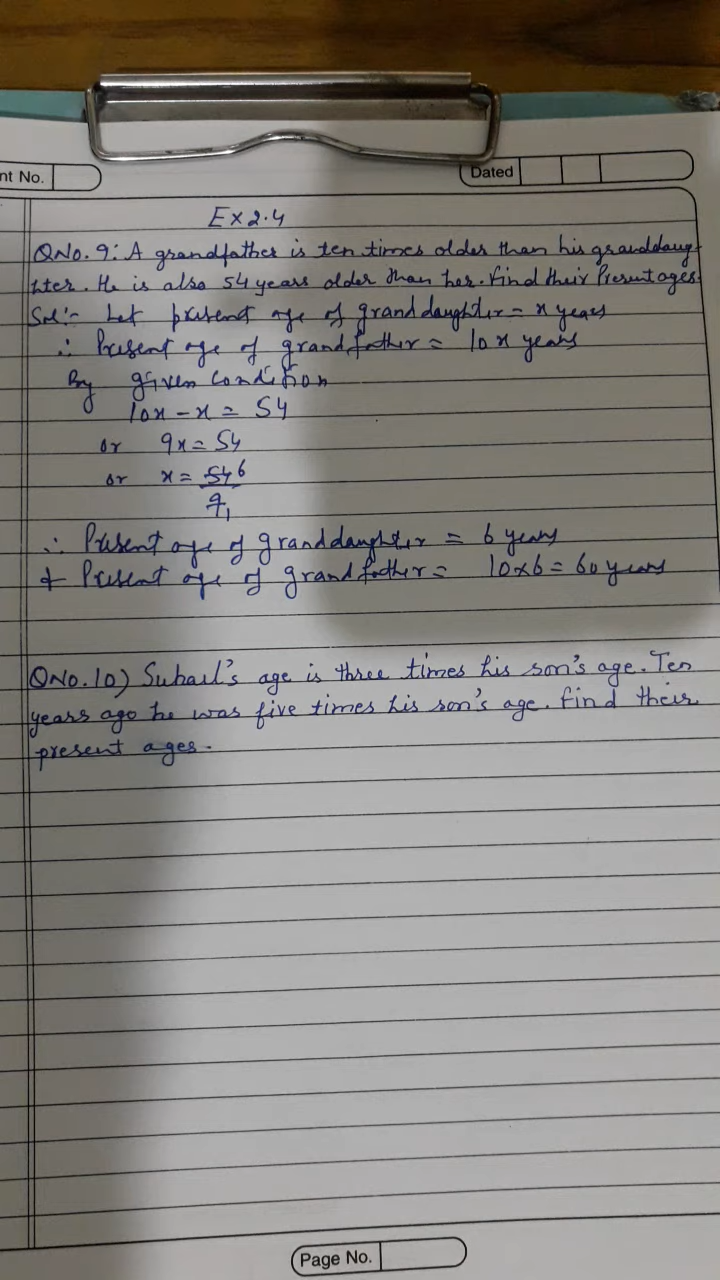 nt No.
Dated
Ex 2.4
QNo. 9: A grandfather is ten times older than his granddaug-
hter. He is also 54 years older than her. Find their Present ages.
Sol:- Let present age of granddaughter = x years
∴ Present age of grandfather = 10x years
By given condition
10x - x = 54
or 9x = 54
or x = 54 6
9 1
∴ Present age of granddaughter = 6 years
& Present age of grandfather = 10×6 = 60 years
QNo. 10) Suhail's age is three times his son's age. Ten
years ago he was five times his son's age. Find their
present ages.
Page No.